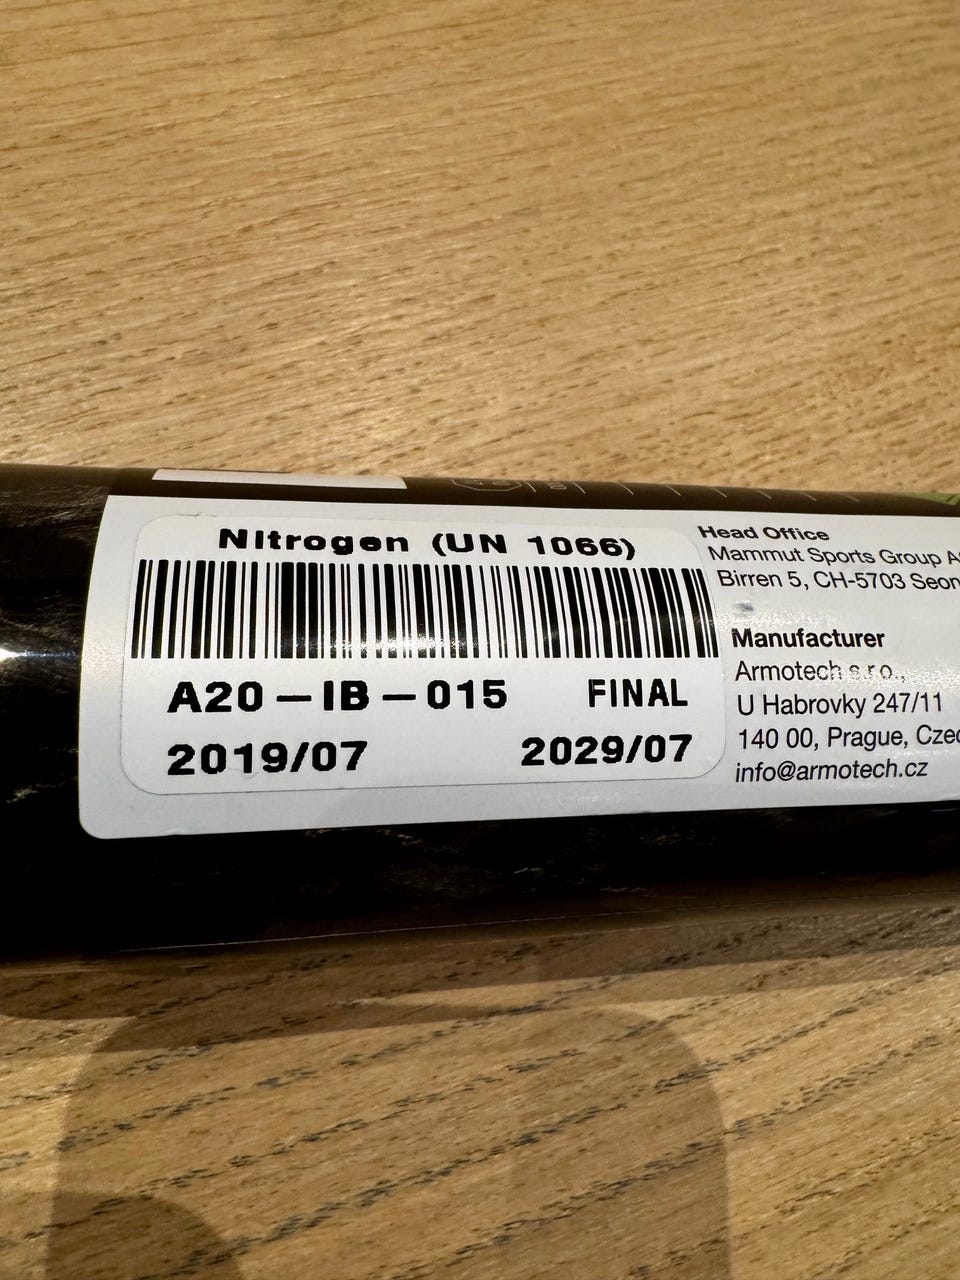 Nitrogen (UN 1066)
A20-IB-015 FINAL
2019/07 2029/07
Head Office
Mammut Sports Group
Birren 5, CH-5703 Seon
Manufacturer
Armotech s.r.o.,
U Habrovky 247/11
140 00, Prague,
info@armotech.cz